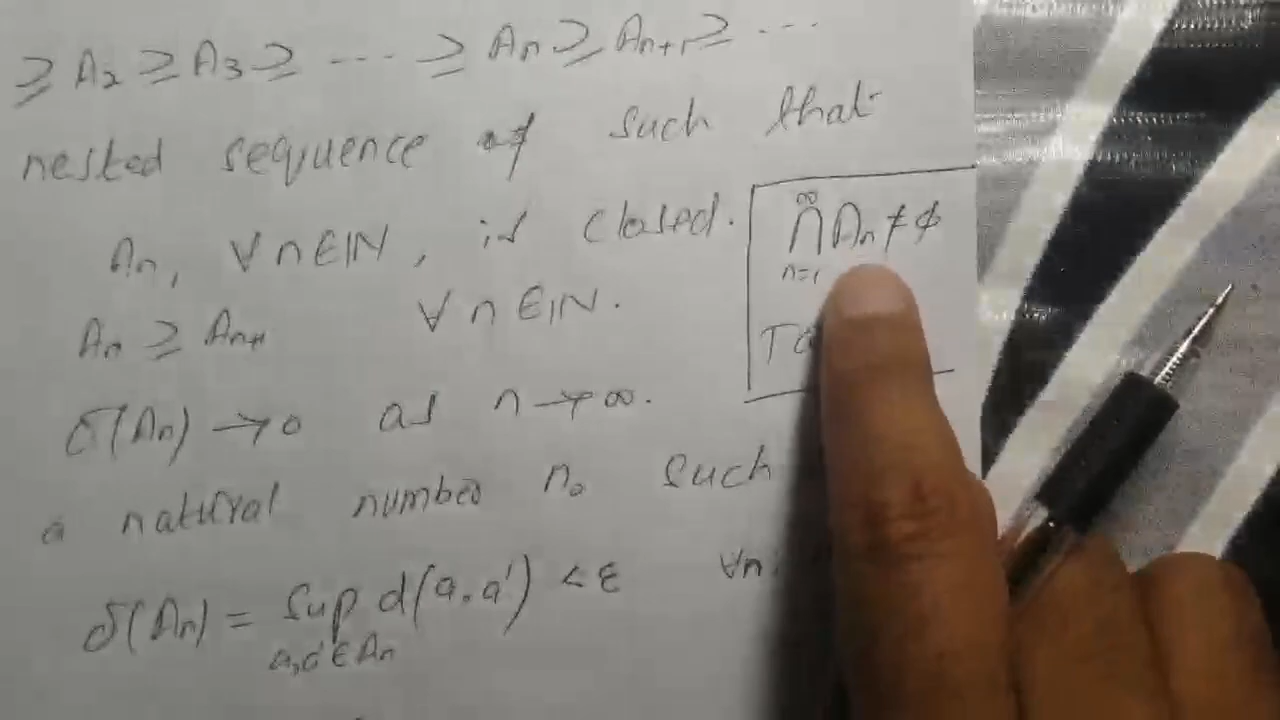 ≥ A₂ ≥ A₃ ≥ ... ≥ Aₙ ≥ Aₙ₊₁ ≥ ...
nested sequence of such that
Aₙ, ∀ n ∈ ℕ, is closed.
Aₙ ≥ Aₙ₊₁ ∀ n ∈ ℕ.
δ(Aₙ) → 0 as n → ∞.
a natural number n₀ such
δ(Aₙ) = sup d(a, a') < ε ∀n
a, a' ∈ Aₙ
∞
∩ Aₙ ≠ φ
n=1